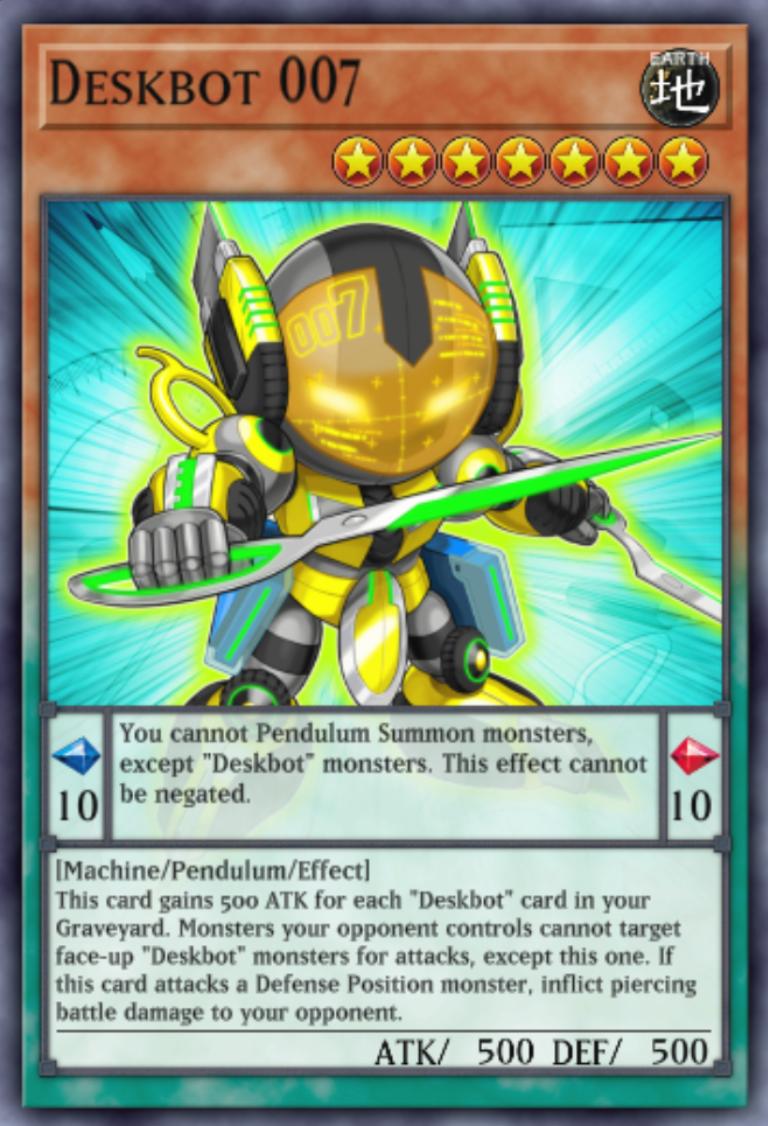 DESKBOT 007
EARTH
地
007
You cannot Pendulum Summon monsters,
except "Deskbot" monsters. This effect cannot
be negated.
10
10
[Machine/Pendulum/Effect]
This card gains 500 ATK for each "Deskbot" card in your
Graveyard. Monsters your opponent controls cannot target
face-up "Deskbot" monsters for attacks, except this one. If
this card attacks a Defense Position monster, inflict piercing
battle damage to your opponent.
ATK/ 500 DEF/ 500